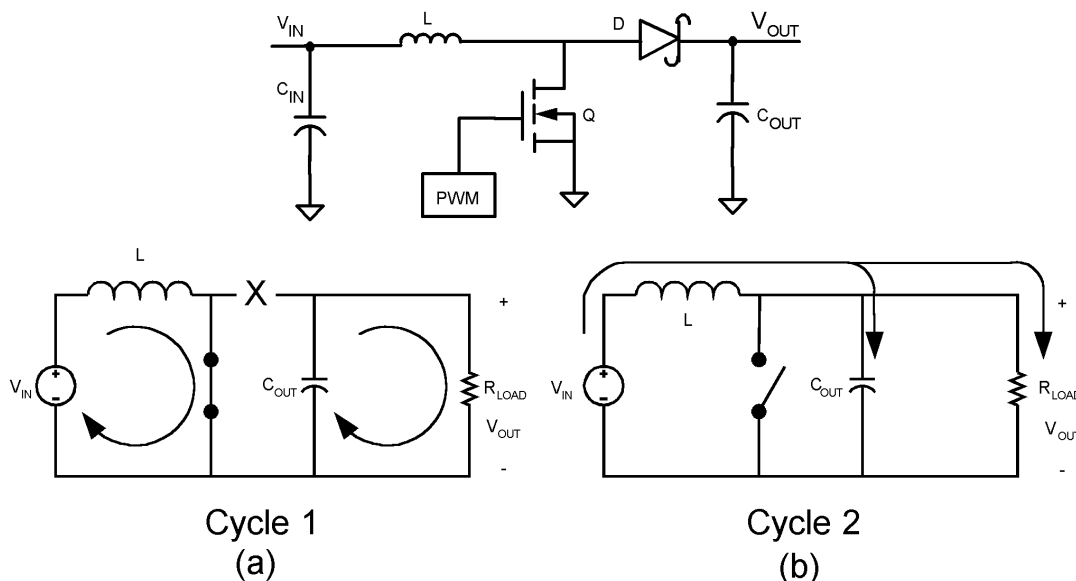 V_IN
L
D
V_OUT
C_IN
Q
C_OUT
PWM
L
X
+
V_IN
+
-
C_OUT
R_LOAD
V_OUT
-
Cycle 1
(a)
L
+
V_IN
+
-
C_OUT
R_LOAD
V_OUT
-
Cycle 2
(b)